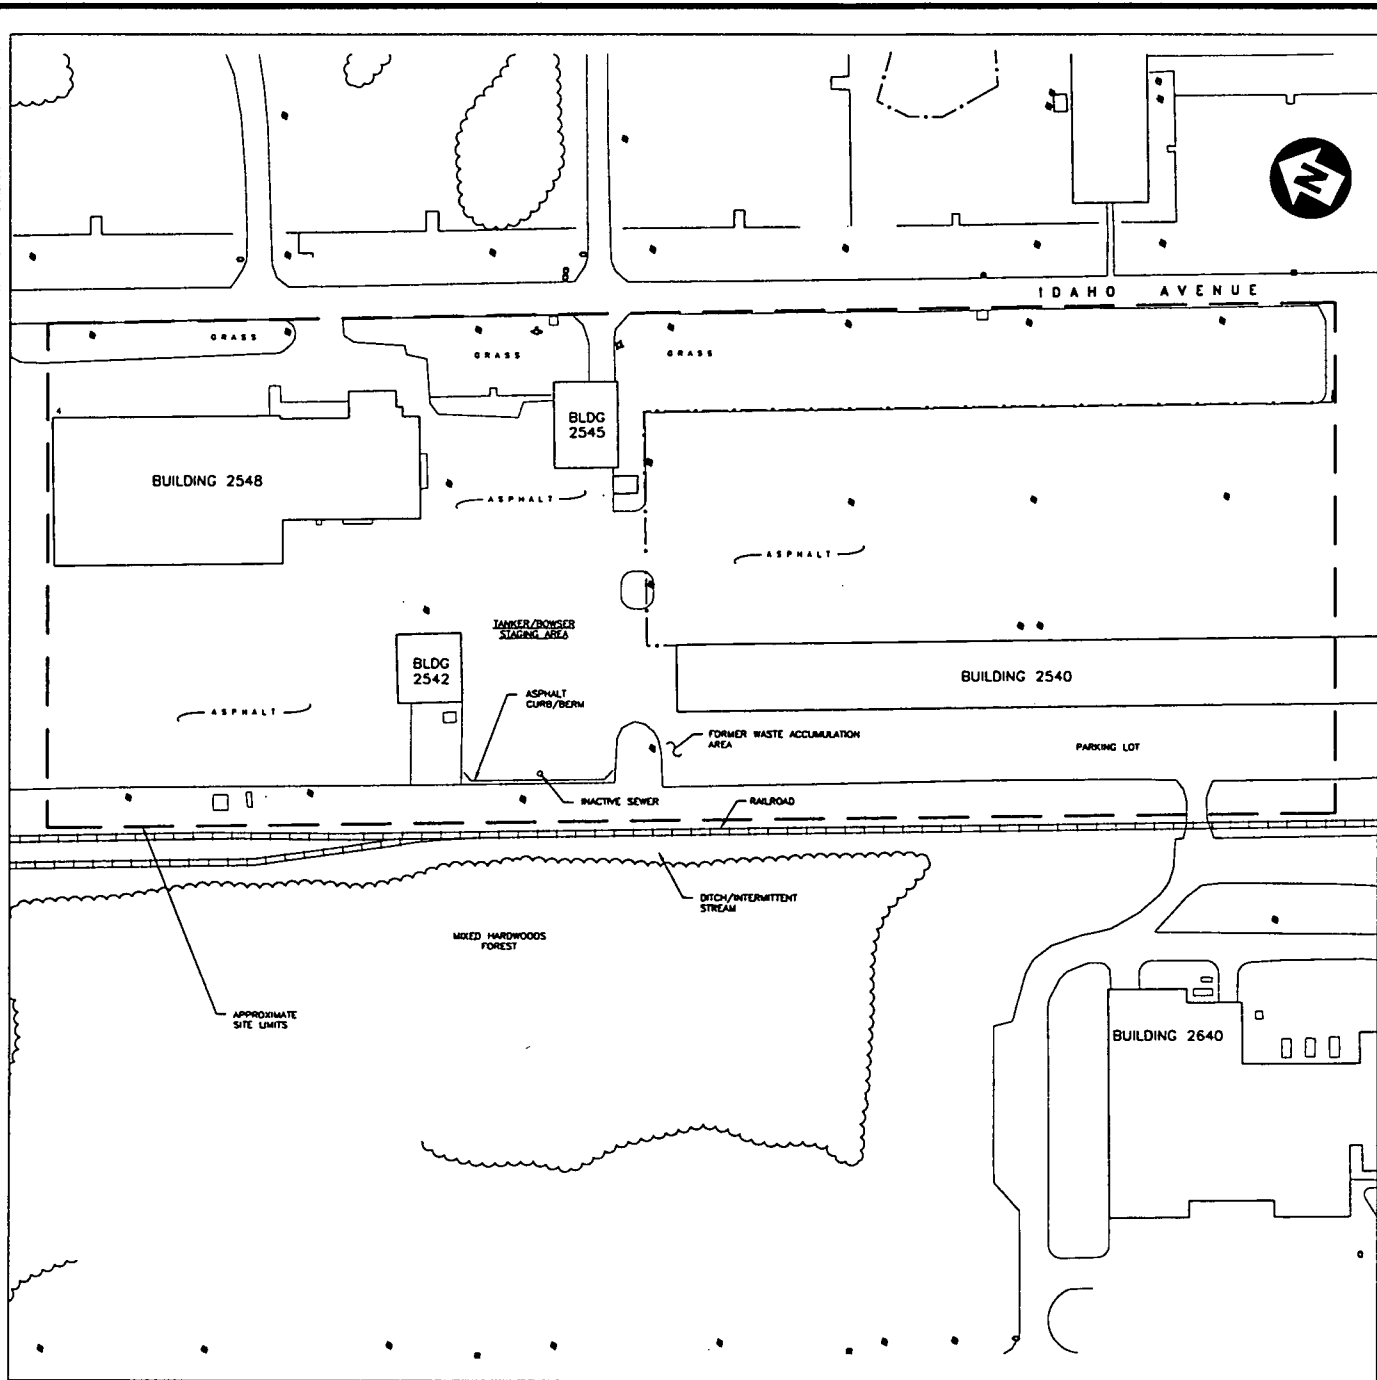 N
IDAHO AVENUE
GRASS
GRASS
GRASS
4
BLDG
2545
BUILDING 2548
ASPHALT
ASPHALT
TANKER/BOWSER
STAGING AREA
BLDG
2542
BUILDING 2540
ASPHALT
CURB/BERM
ASPHALT
FORMER WASTE ACCUMULATION
AREA
PARKING LOT
INACTIVE SEWER
RAILROAD
DITCH/INTERMITTENT
STREAM
MIXED HARDWOODS
FOREST
APPROXIMATE
SITE LIMITS
BUILDING 2640